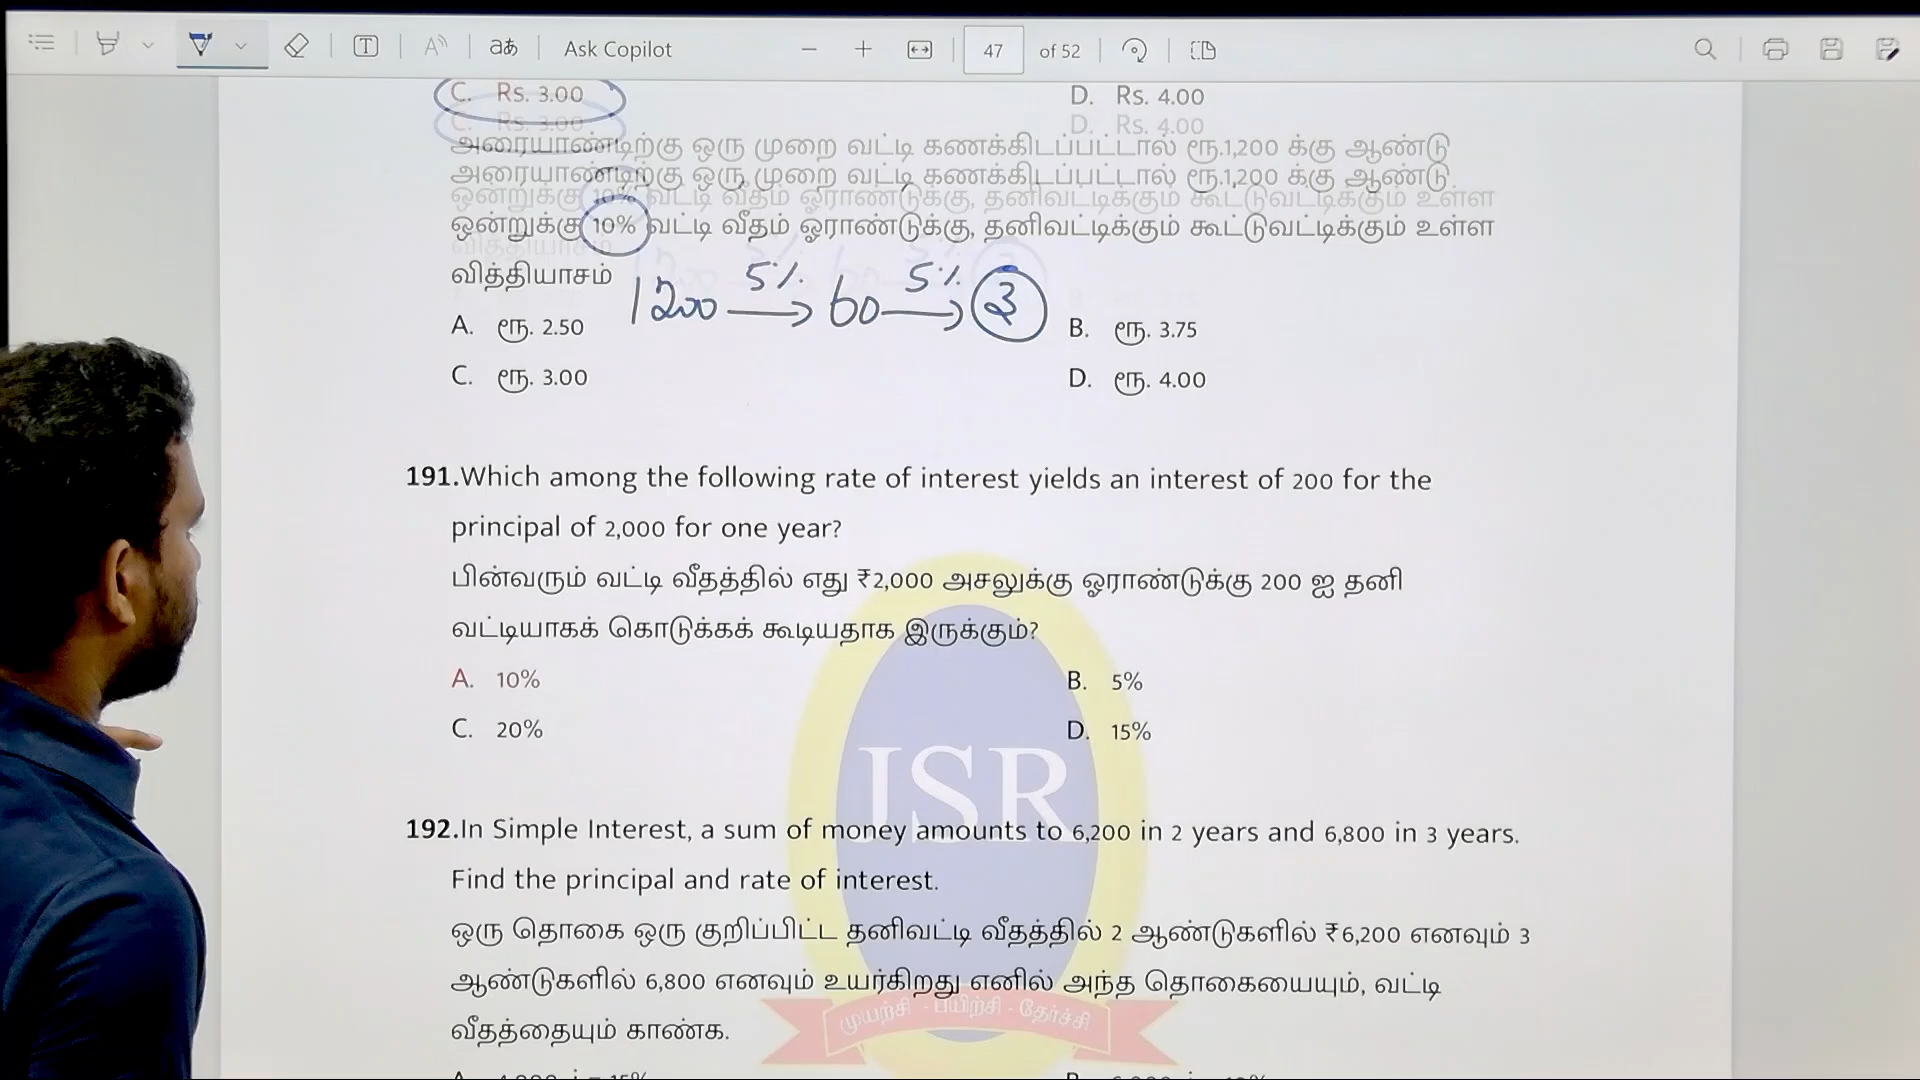 Ask Copilot
47 of 52
C. Rs. 3.00
D. Rs. 4.00
அரையாண்டிற்கு ஒரு முறை வட்டி கணக்கிடப்பட்டால் ரூ.1,200 க்கு ஆண்டு
ஒன்றுக்கு 10% வட்டி வீதம் ஓராண்டுக்கு, தனிவட்டிக்கும் கூட்டுவட்டிக்கும் உள்ள
வித்தியாசம்
1200 5% 60 5% 3
A. ரூ. 2.50
B. ரூ. 3.75
C. ரூ. 3.00
D. ரூ. 4.00
191.Which among the following rate of interest yields an interest of 200 for the
principal of 2,000 for one year?
பின்வரும் வட்டி வீதத்தில் எது ₹2,000 அசலுக்கு ஓராண்டுக்கு 200 ஐ தனி
வட்டியாகக் கொடுக்கக் கூடியதாக இருக்கும்?
A. 10%
B. 5%
C. 20%
D. 15%
ISR
192.In Simple Interest, a sum of money amounts to 6,200 in 2 years and 6,800 in 3 years.
Find the principal and rate of interest.
ஒரு தொகை ஒரு குறிப்பிட்ட தனிவட்டி வீதத்தில் 2 ஆண்டுகளில் ₹6,200 எனவும் 3
ஆண்டுகளில் 6,800 எனவும் உயர்கிறது எனில் அந்த தொகையையும், வட்டி
வீதத்தையும் காண்க.
முயற்சி - பயிற்சி - தேர்ச்சி